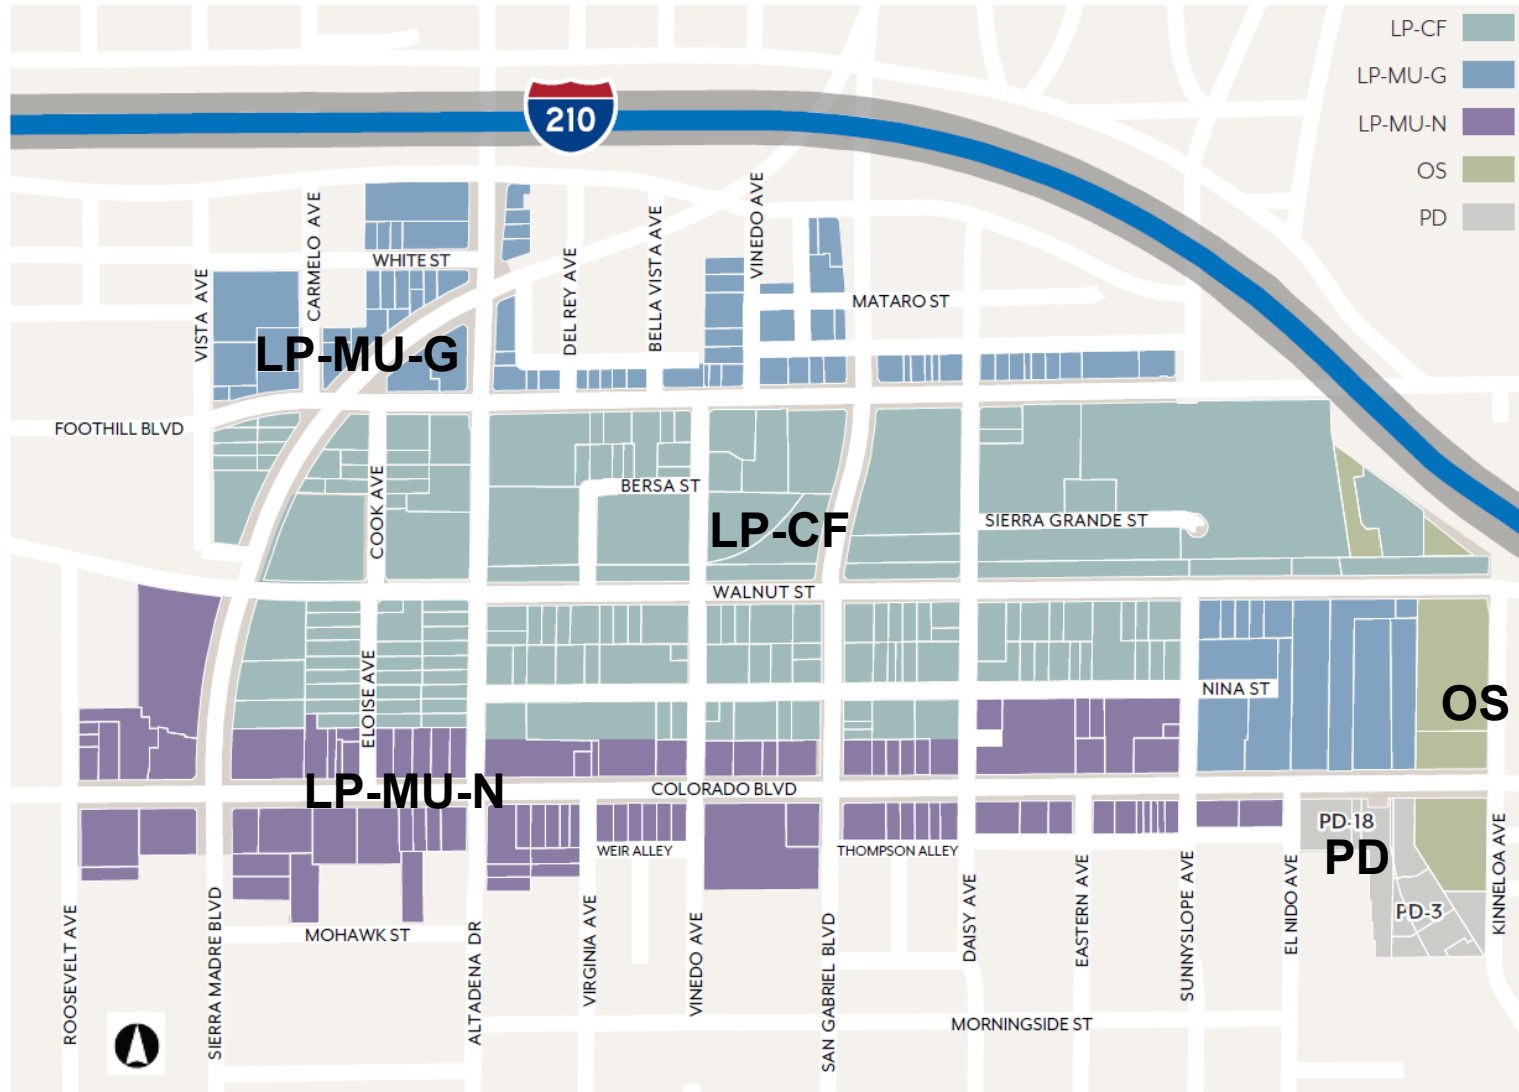 LP-CF
LP-MU-G
LP-MU-N
OS
PD
210
VISTA AVE
CARMELO AVE
WHITE ST
DEL REY AVE
BELLA VISTA AVE
VINEDO AVE
MATARO ST
LP-MU-G
FOOTHILL BLVD
COOK AVE
BERSA ST
LP-CF
SIERRA GRANDE ST
WALNUT ST
ELOISE AVE
NINA ST
OS
LP-MU-N
COLORADO BLVD
WEIR ALLEY
THOMPSON ALLEY
PD-18
PD
PD-3
ROOSEVELT AVE
SIERRA MADRE BLVD
MOHAWK ST
ALTADENA DR
VIRGINIA AVE
VINEDO AVE
SAN GABRIEL BLVD
DAISY AVE
EASTERN AVE
SUNNYSLOPE AVE
EL NIDO AVE
KINNELOA AVE
MORNINGSIDE ST